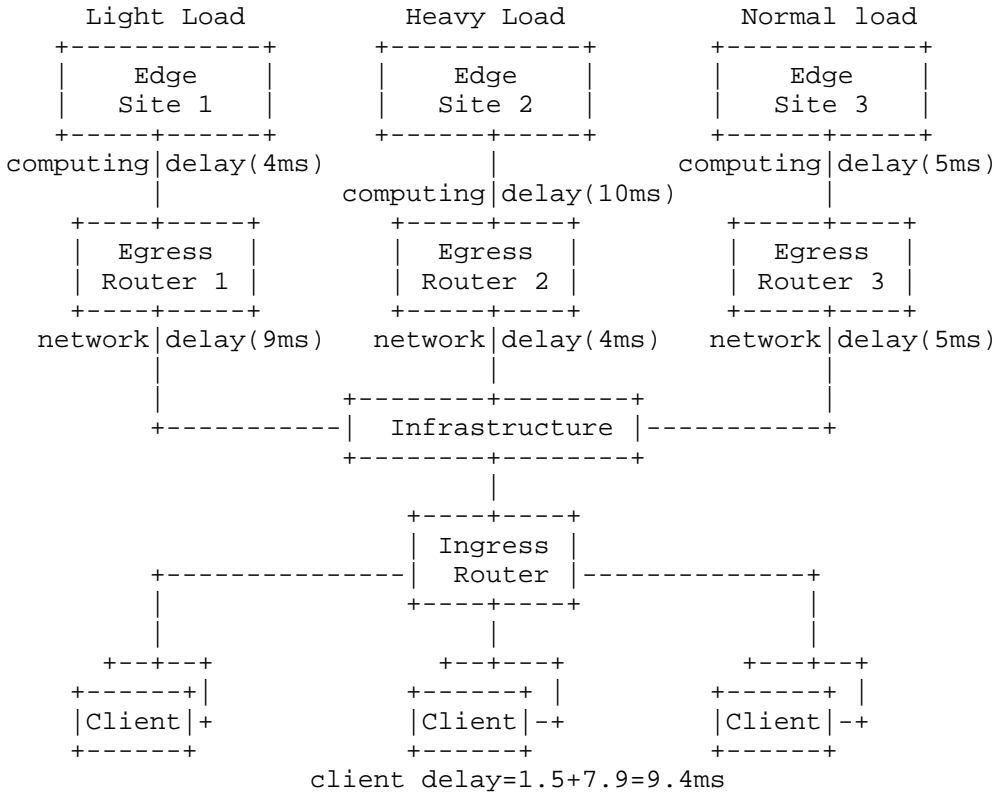 Light Load Heavy Load Normal load
Edge Edge Edge
Site 1 Site 2 Site 3
computing delay(4ms) computing delay(5ms)
computing delay(10ms)
Egress Egress Egress
Router 1 Router 2 Router 3
network delay(9ms) network delay(4ms) network delay(5ms)
Infrastructure
Ingress
Router
Client Client Client
client delay=1.5+7.9=9.4ms